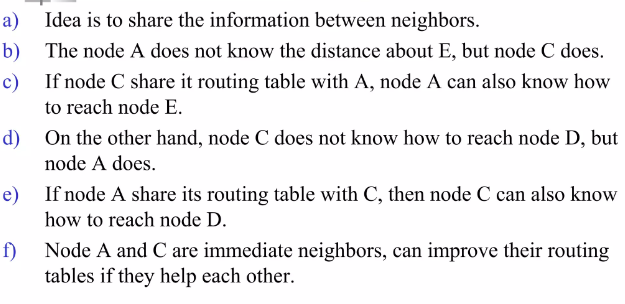 a) Idea is to share the information between neighbors.
b) The node A does not know the distance about E, but node C does.
c) If node C share it routing table with A, node A can also know how
to reach node E.
d) On the other hand, node C does not know how to reach node D, but
node A does.
e) If node A share its routing table with C, then node C can also know
how to reach node D.
f) Node A and C are immediate neighbors, can improve their routing
tables if they help each other.